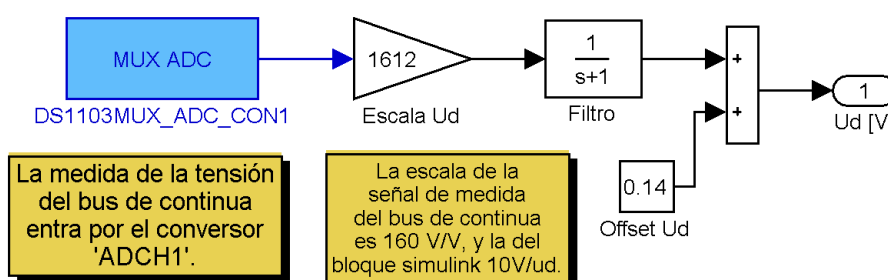 MUX ADC
DS1103MUX_ADC_CON1
1612
Escala Ud
1
s+1
Filtro
+
+
0.14
Offset Ud
1
Ud [V
La medida de la tensión
del bus de continua
entra por el conversor
'ADCH1'.
La escala de la
señal de medida
del bus de continua
es 160 V/V, y la del
bloque simulink 10V/ud.